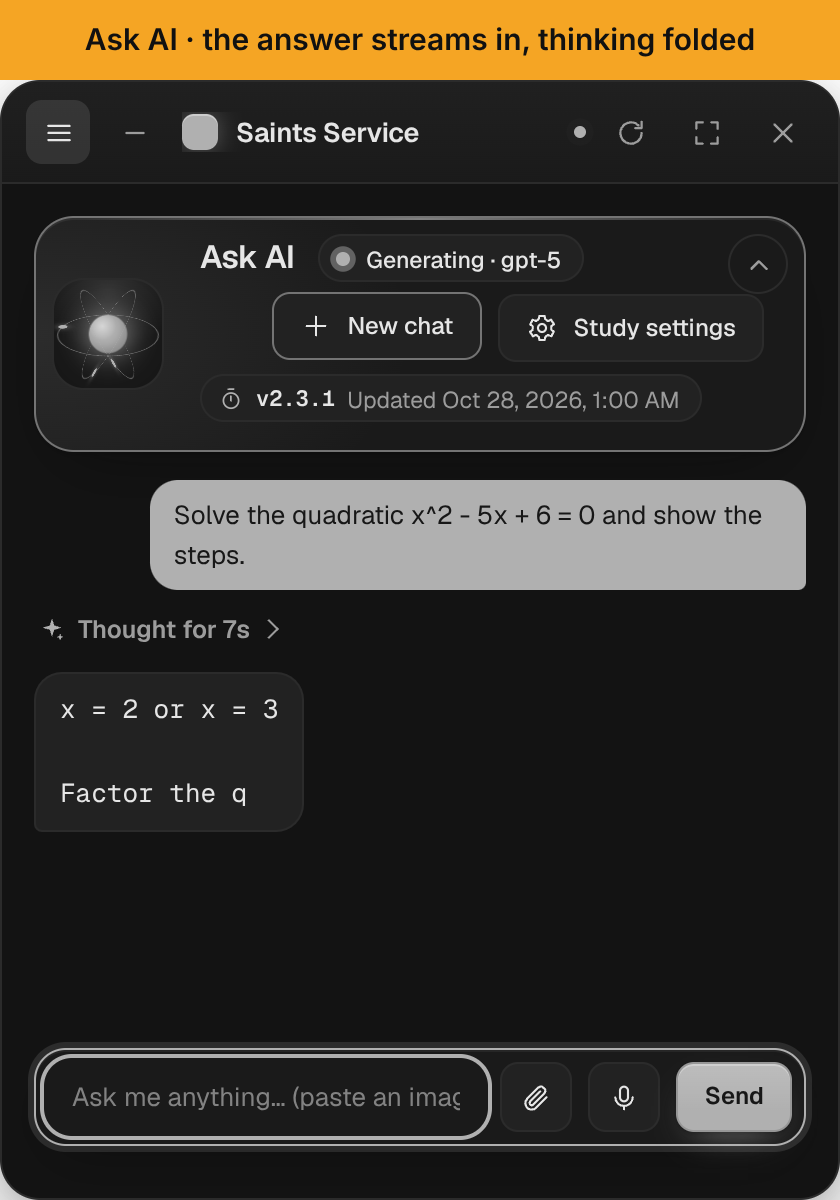 Ask AI · the answer streams in, thinking folded
Saints Service
Ask AI
Generating · gpt-5
New chat
Study settings
v2.3.1 Updated Oct 28, 2026, 1:00 AM
Solve the quadratic x^2 - 5x + 6 = 0 and show the
steps.
Thought for 7s
x = 2 or x = 3
Factor the q
Ask me anything... (paste an imag
Send